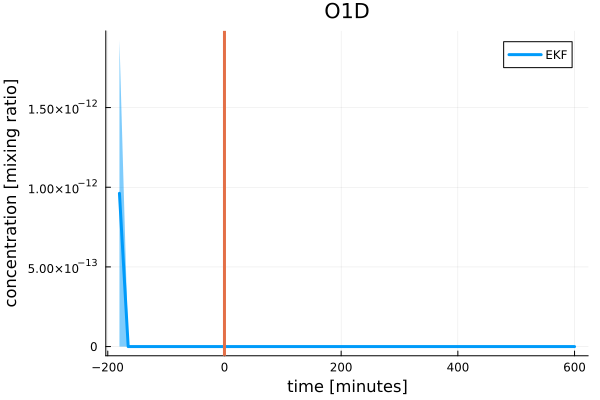 O1D
EKF
concentration [mixing ratio]
1.50×10⁻¹²
1.00×10⁻¹²
5.00×10⁻¹³
0
−200 0 200 400 600
time [minutes]